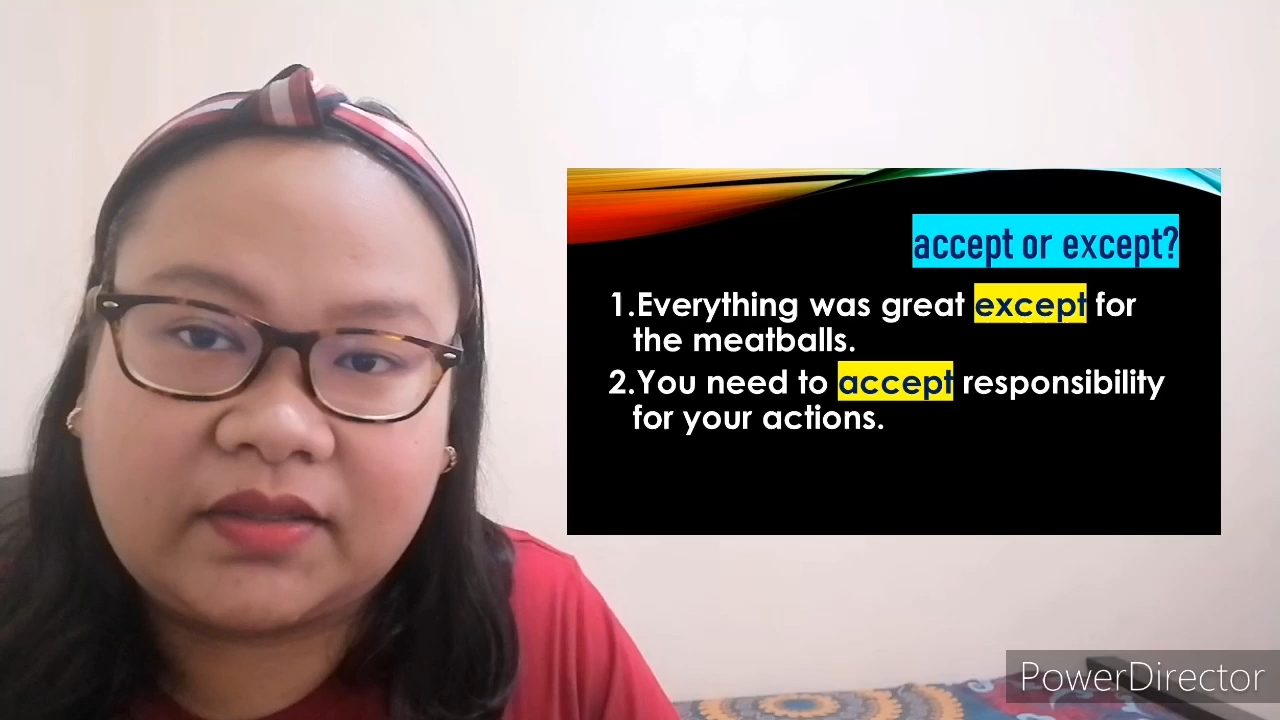 accept or except?
1.Everything was great except for
the meatballs.
2.You need to accept responsibility
for your actions.
PowerDirector